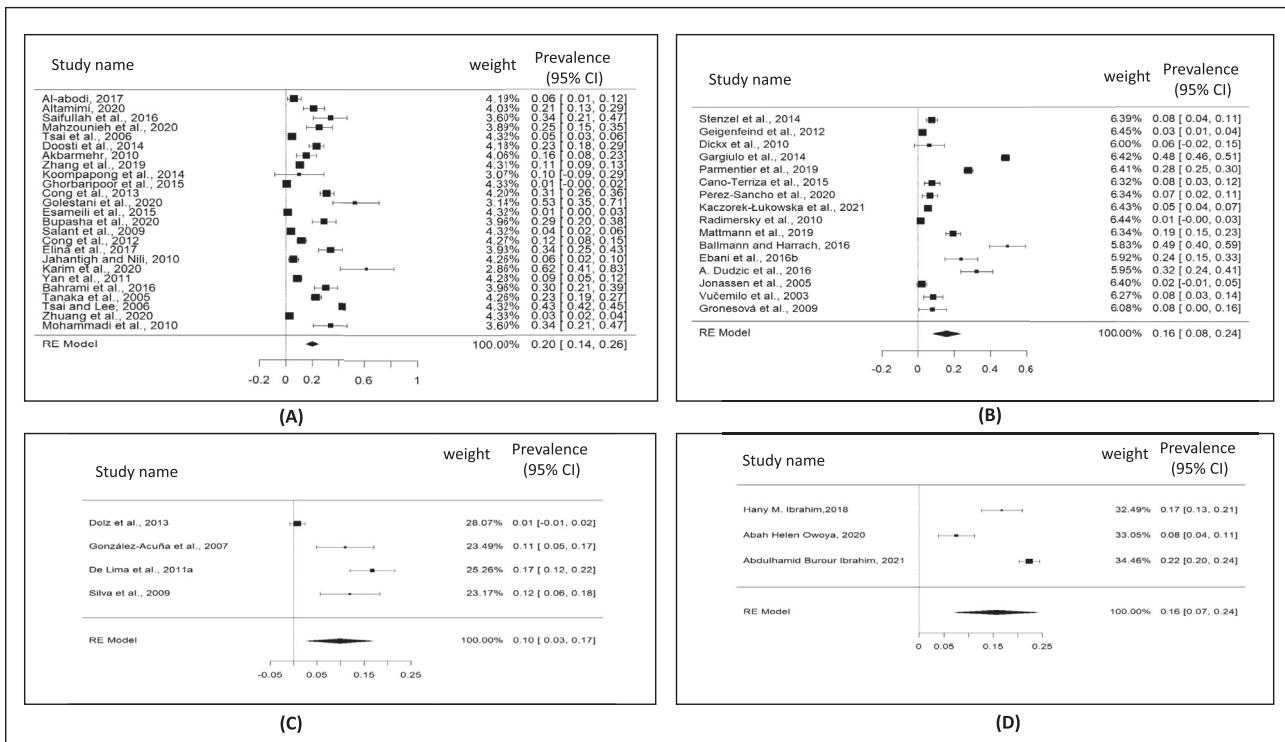 Study name weight Prevalence
(95% CI)
Al-abodi, 2017 4.19% 0.06 [ 0.01, 0.12]
Altamimi, 2020 4.03% 0.21 [ 0.13, 0.29]
Saifullah et al., 2016 3.60% 0.34 [ 0.21, 0.47]
Mahzounieh et al., 2020 3.89% 0.25 [ 0.15, 0.35]
Tsai et al., 2006 4.32% 0.05 [ 0.03, 0.06]
Doosti et al., 2014 4.18% 0.23 [ 0.18, 0.29]
Akbarmehr, 2010 4.06% 0.16 [ 0.08, 0.23]
Zhang et al., 2019 4.31% 0.11 [ 0.09, 0.13]
Koompapong et al., 2014 3.07% 0.10 [-0.09, 0.29]
Ghorbanpoor et al., 2015 4.33% 0.01 [-0.00, 0.02]
Cong et al., 2013 4.20% 0.31 [ 0.26, 0.36]
Golestani et al., 2020 3.14% 0.53 [ 0.35, 0.71]
Esameili et al., 2015 4.32% 0.01 [ 0.00, 0.03]
Bupasha et al., 2020 3.96% 0.29 [ 0.20, 0.38]
Salant et al., 2009 4.32% 0.04 [ 0.02, 0.06]
Cong et al., 2012 4.27% 0.12 [ 0.08, 0.15]
Elina et al., 2017 3.93% 0.34 [ 0.25, 0.43]
Jahantigh and Nili, 2010 4.26% 0.06 [ 0.02, 0.10]
Karim et al., 2020 2.86% 0.62 [ 0.41, 0.83]
Yan et al., 2011 4.23% 0.09 [ 0.05, 0.12]
Bahrami et al., 2016 3.96% 0.30 [ 0.21, 0.39]
Tanaka et al., 2005 4.26% 0.23 [ 0.19, 0.27]
Tsai and Lee, 2006 4.32% 0.43 [ 0.42, 0.45]
Zhuang et al., 2020 4.33% 0.03 [ 0.02, 0.04]
Mohammadi et al., 2010 3.60% 0.34 [ 0.21, 0.47]
RE Model 100.00% 0.20 [ 0.14, 0.26]
0 0.2 0.6 1
(A)
Study name weight Prevalence
(95% CI)
Stenzel et al., 2014 6.39% 0.08 [ 0.04, 0.11]
Geigenfeind et al., 2012 6.45% 0.03 [ 0.01, 0.04]
Dickx et al., 2010 6.00% 0.06 [-0.02, 0.15]
Gargiulo et al., 2014 6.42% 0.48 [ 0.46, 0.51]
Parmentier et al., 2019 6.41% 0.28 [ 0.25, 0.30]
Cano-Terriza et al., 2015 6.32% 0.08 [ 0.03, 0.12]
Perez-Sancho et al., 2020 6.34% 0.07 [ 0.02, 0.11]
Kaczorek-Łukowska et al., 2021 6.43% 0.05 [ 0.04, 0.07]
Radimersky et al., 2010 6.44% 0.01 [-0.00, 0.03]
Mattmann et al., 2019 6.34% 0.19 [ 0.15, 0.23]
Ballmann and Harrach, 2016 5.83% 0.49 [ 0.40, 0.59]
Ebani et al., 2016b 5.92% 0.24 [ 0.15, 0.33]
A. Dudzic et al., 2016 5.95% 0.32 [ 0.24, 0.41]
Jonassen et al., 2005 6.40% 0.02 [-0.01, 0.05]
Vučemilo et al., 2003 6.27% 0.08 [ 0.03, 0.14]
Gronesová et al., 2009 6.08% 0.08 [ 0.00, 0.16]
RE Model 100.00% 0.16 [ 0.08, 0.24]
0 0.2 0.4 0.6
(B)
Study name weight Prevalence
(95% CI)
Dolz et al., 2013 28.07% 0.01 [-0.01, 0.02]
González-Acuña et al., 2007 23.49% 0.11 [ 0.05, 0.17]
De Lima et al., 2011a 25.26% 0.17 [ 0.12, 0.22]
Silva et al., 2009 23.17% 0.12 [ 0.06, 0.18]
RE Model 100.00% 0.10 [ 0.03, 0.17]
-0.05 0.05 0.15 0.25
(C)
Study name weight Prevalence
(95% CI)
Hany M. Ibrahim,2018 32.49% 0.17 [0.13, 0.21]
Abah Helen Owoya, 2020 33.05% 0.08 [0.04, 0.11]
Abdulhamid Burour Ibrahim, 2021 34.46% 0.22 [0.20, 0.24]
RE Model 100.00% 0.16 [0.07, 0.24]
0 0.15 0.25
(D)